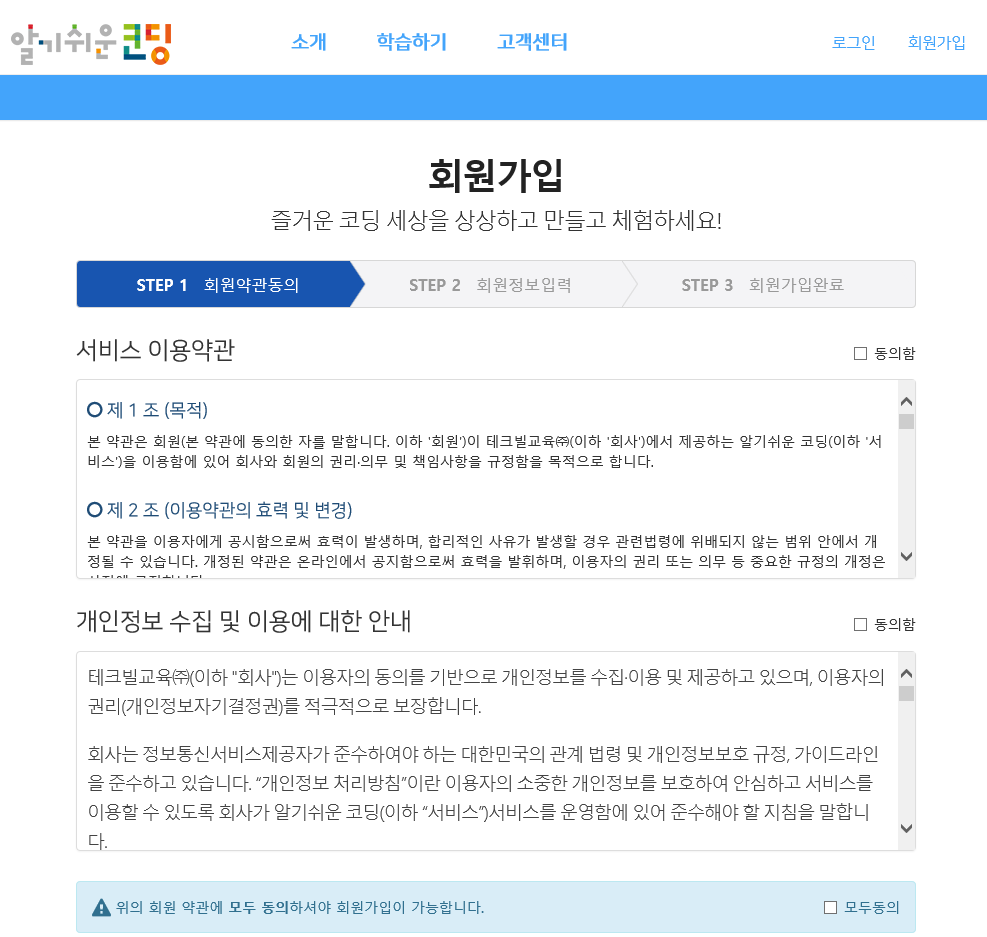 알기쉬운코딩
소개 학습하기 고객센터
로그인 회원가입
회원가입
즐거운 코딩 세상을 상상하고 만들고 체험하세요!
STEP 1 회원약관동의 STEP 2 회원정보입력 STEP 3 회원가입완료
서비스 이용약관
동의함
제 1 조 (목적)
본 약관은 회원(본 약관에 동의한 자를 말합니다. 이하 '회원')이 테크빌교육㈜(이하 '회사')에서 제공하는 알기쉬운 코딩(이하 '서
비스')을 이용함에 있어 회사와 회원의 권리·의무 및 책임사항을 규정함을 목적으로 합니다.
제 2 조 (이용약관의 효력 및 변경)
본 약관을 이용자에게 공시함으로써 효력이 발생하며, 합리적인 사유가 발생할 경우 관련법령에 위배되지 않는 범위 안에서 개
정될 수 있습니다. 개정된 약관은 온라인에서 공지함으로써 효력을 발휘하며, 이용자의 권리 또는 의무 등 중요한 규정의 개정은
개인정보 수집 및 이용에 대한 안내
동의함
테크빌교육㈜(이하 "회사")는 이용자의 동의를 기반으로 개인정보를 수집·이용 및 제공하고 있으며, 이용자의
권리(개인정보자기결정권)를 적극적으로 보장합니다.
회사는 정보통신서비스제공자가 준수하여야 하는 대한민국의 관계 법령 및 개인정보보호 규정, 가이드라인
을 준수하고 있습니다. “개인정보 처리방침”이란 이용자의 소중한 개인정보를 보호하여 안심하고 서비스를
이용할 수 있도록 회사가 알기쉬운 코딩(이하 “서비스”)서비스를 운영함에 있어 준수해야 할 지침을 말합니
다.
위의 회원 약관에 모두 동의하셔야 회원가입이 가능합니다.
모두동의